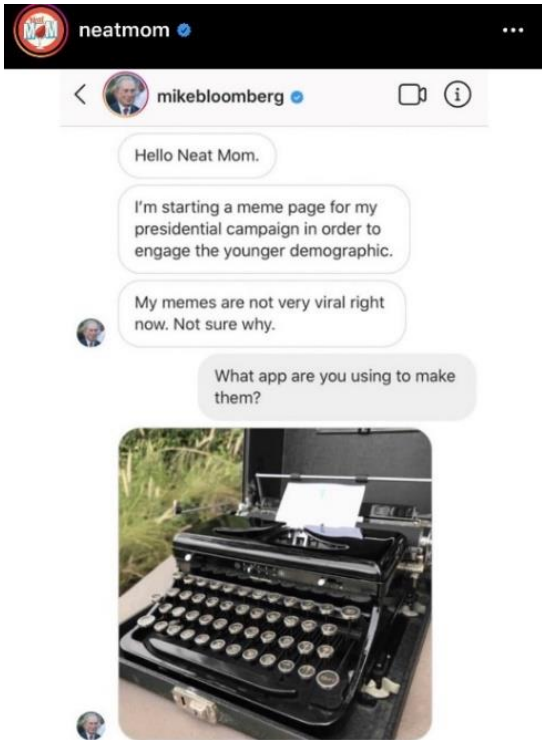 neatmom
mikebloomberg
Hello Neat Mom.
I'm starting a meme page for my
presidential campaign in order to
engage the younger demographic.
My memes are not very viral right
now. Not sure why.
What app are you using to make
them?